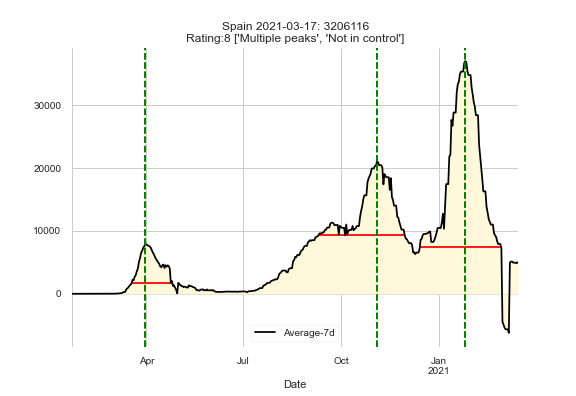 Spain 2021-03-17: 3206116
Rating:8 ['Multiple peaks', 'Not in control']
30000
20000
10000
0
Average-7d
Apr
Jul
Oct
Jan
2021
Date